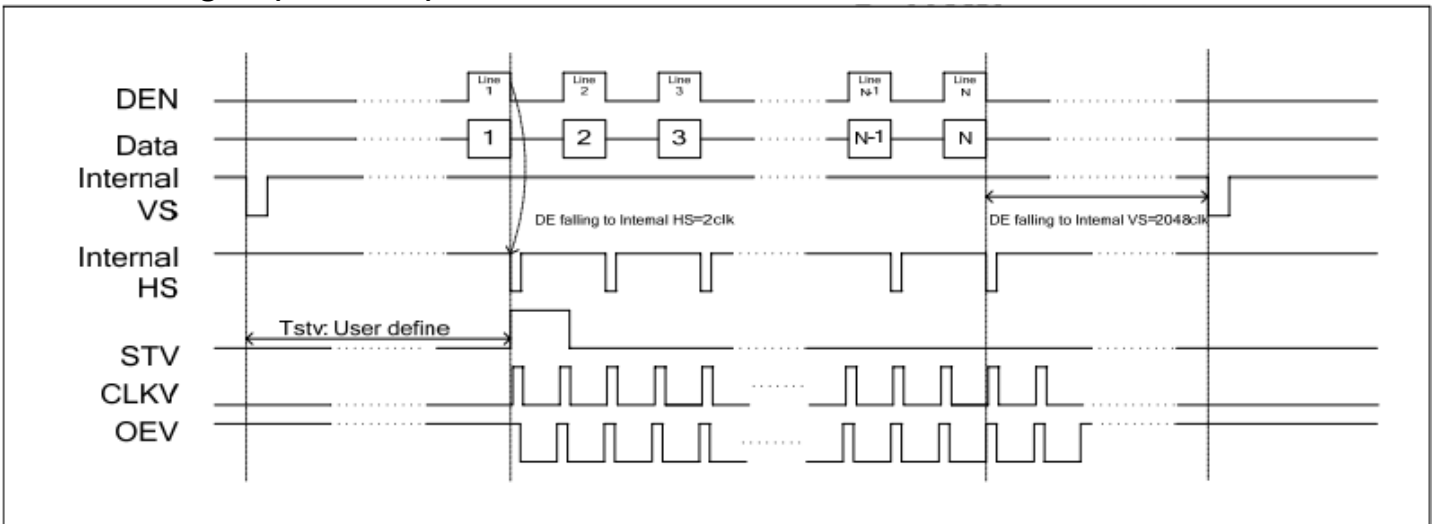 DEN
Line
1
Line
2
Line
3
Line
N-1
Line
N
Data
1
2
3
N-1
N
Internal
VS
DE falling to Internal HS=2clk
DE falling to Internal VS=2048clk
Internal
HS
Tstv: User define
STV
CLKV
OEV